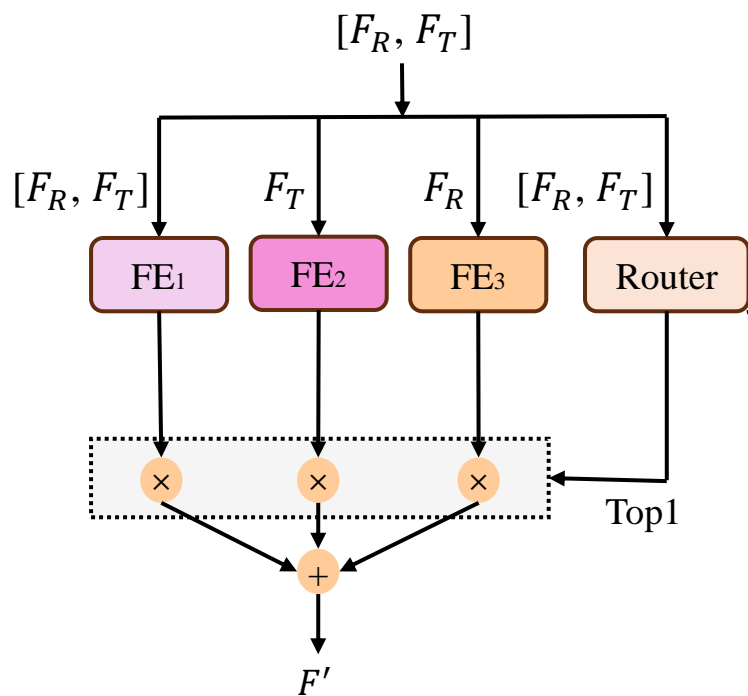 [F_R, F_T]
[F_R, F_T]
F_T
F_R
[F_R, F_T]
FE1
FE2
FE3
Router
×
×
×
Top1
+
F′